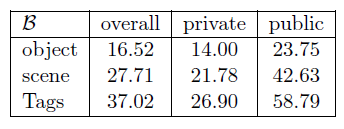 ℬ overall private public
object 16.52 14.00 23.75
scene 27.71 21.78 42.63
Tags 37.02 26.90 58.79